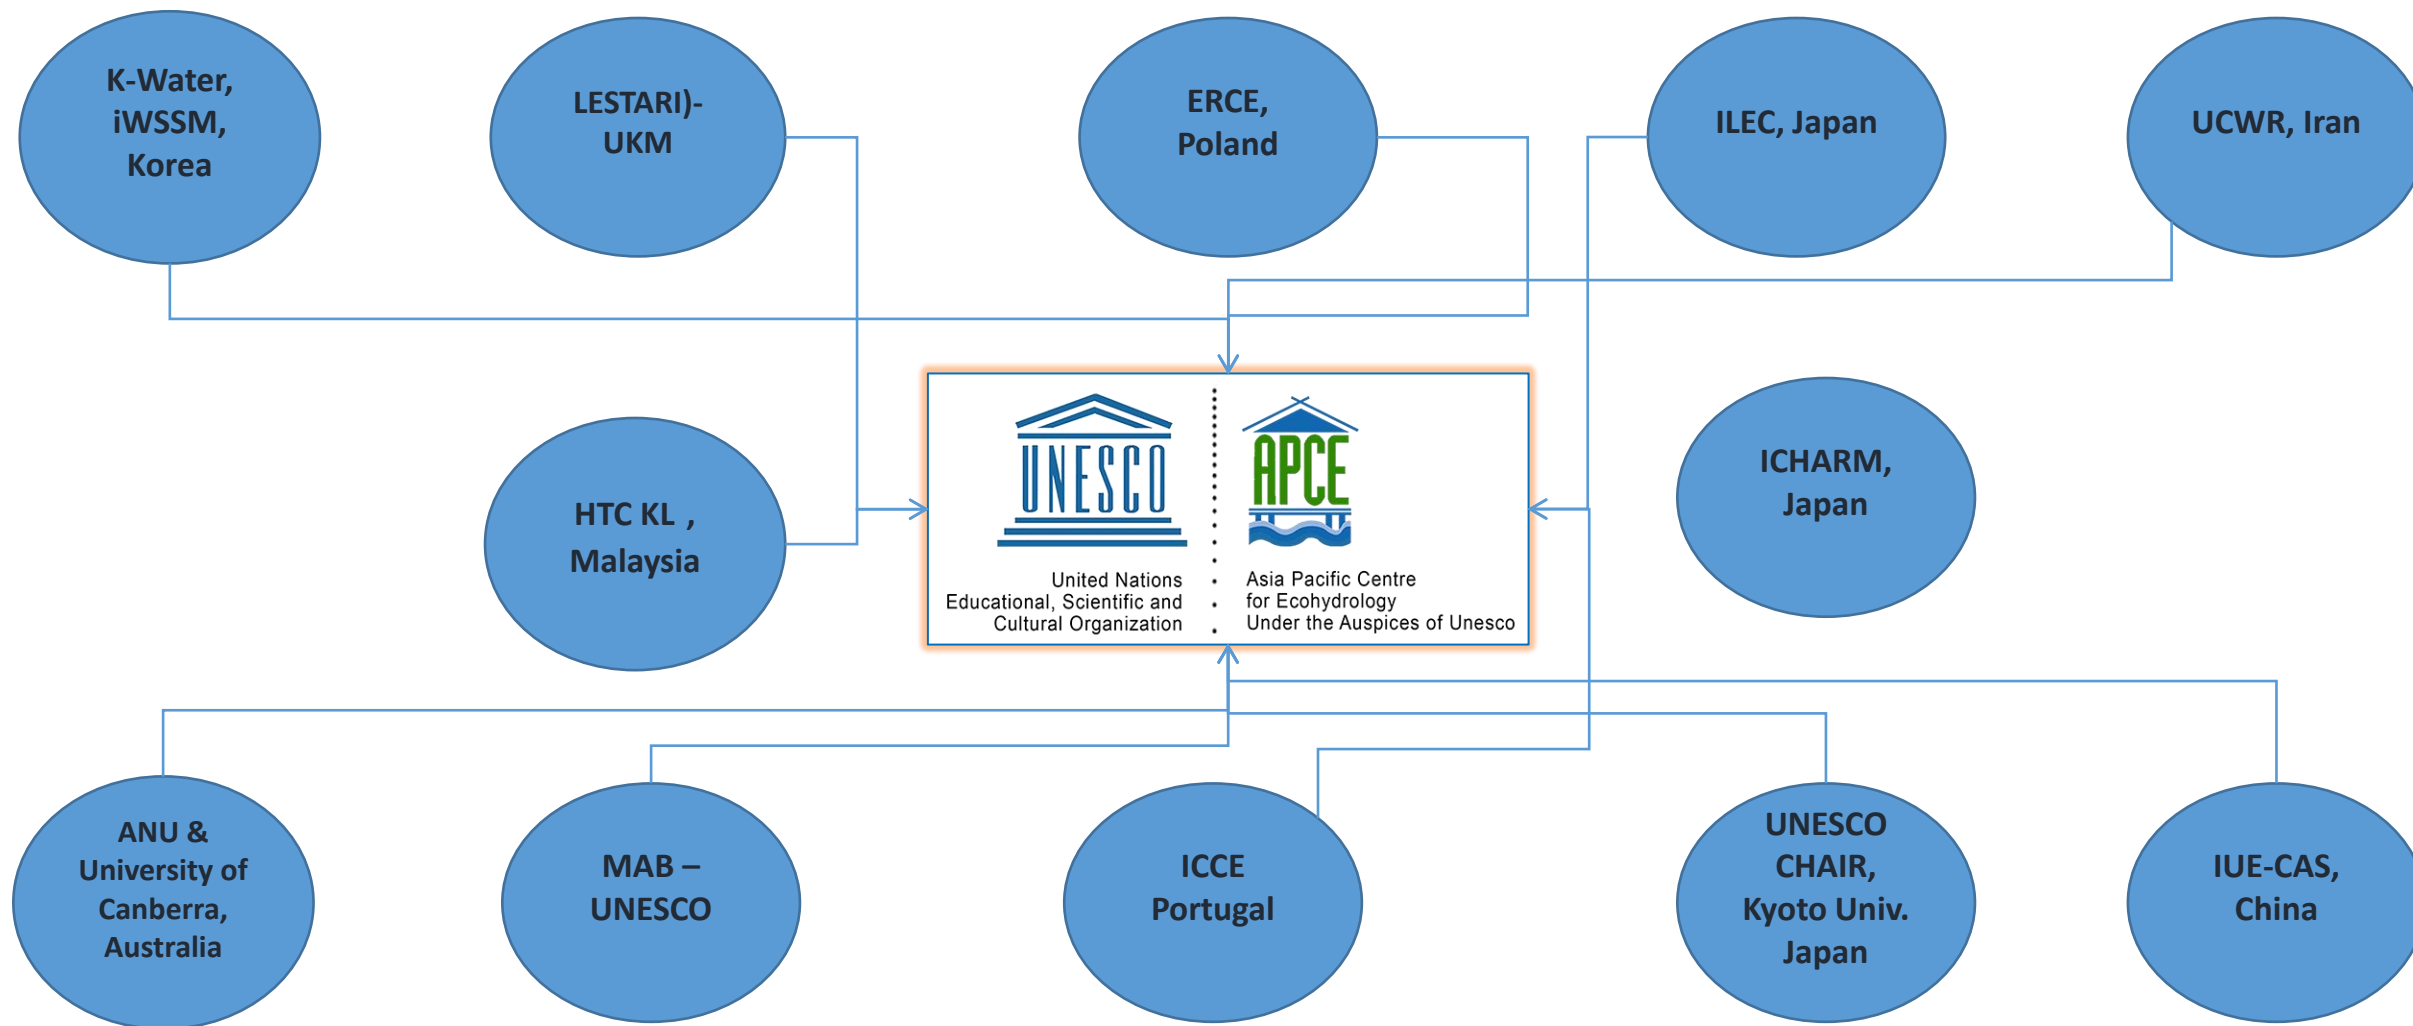 K-Water,
iWSSM,
Korea
LESTARI)-
UKM
ERCE,
Poland
ILEC, Japan
UCWR, Iran
HTC KL ,
Malaysia
UNESCO
United Nations
Educational, Scientific and
Cultural Organization
APCE
Asia Pacific Centre
for Ecohydrology
Under the Auspices of Unesco
ICHARM,
Japan
ANU &
University of
Canberra,
Australia
MAB –
UNESCO
ICCE
Portugal
UNESCO
CHAIR,
Kyoto Univ.
Japan
IUE-CAS,
China